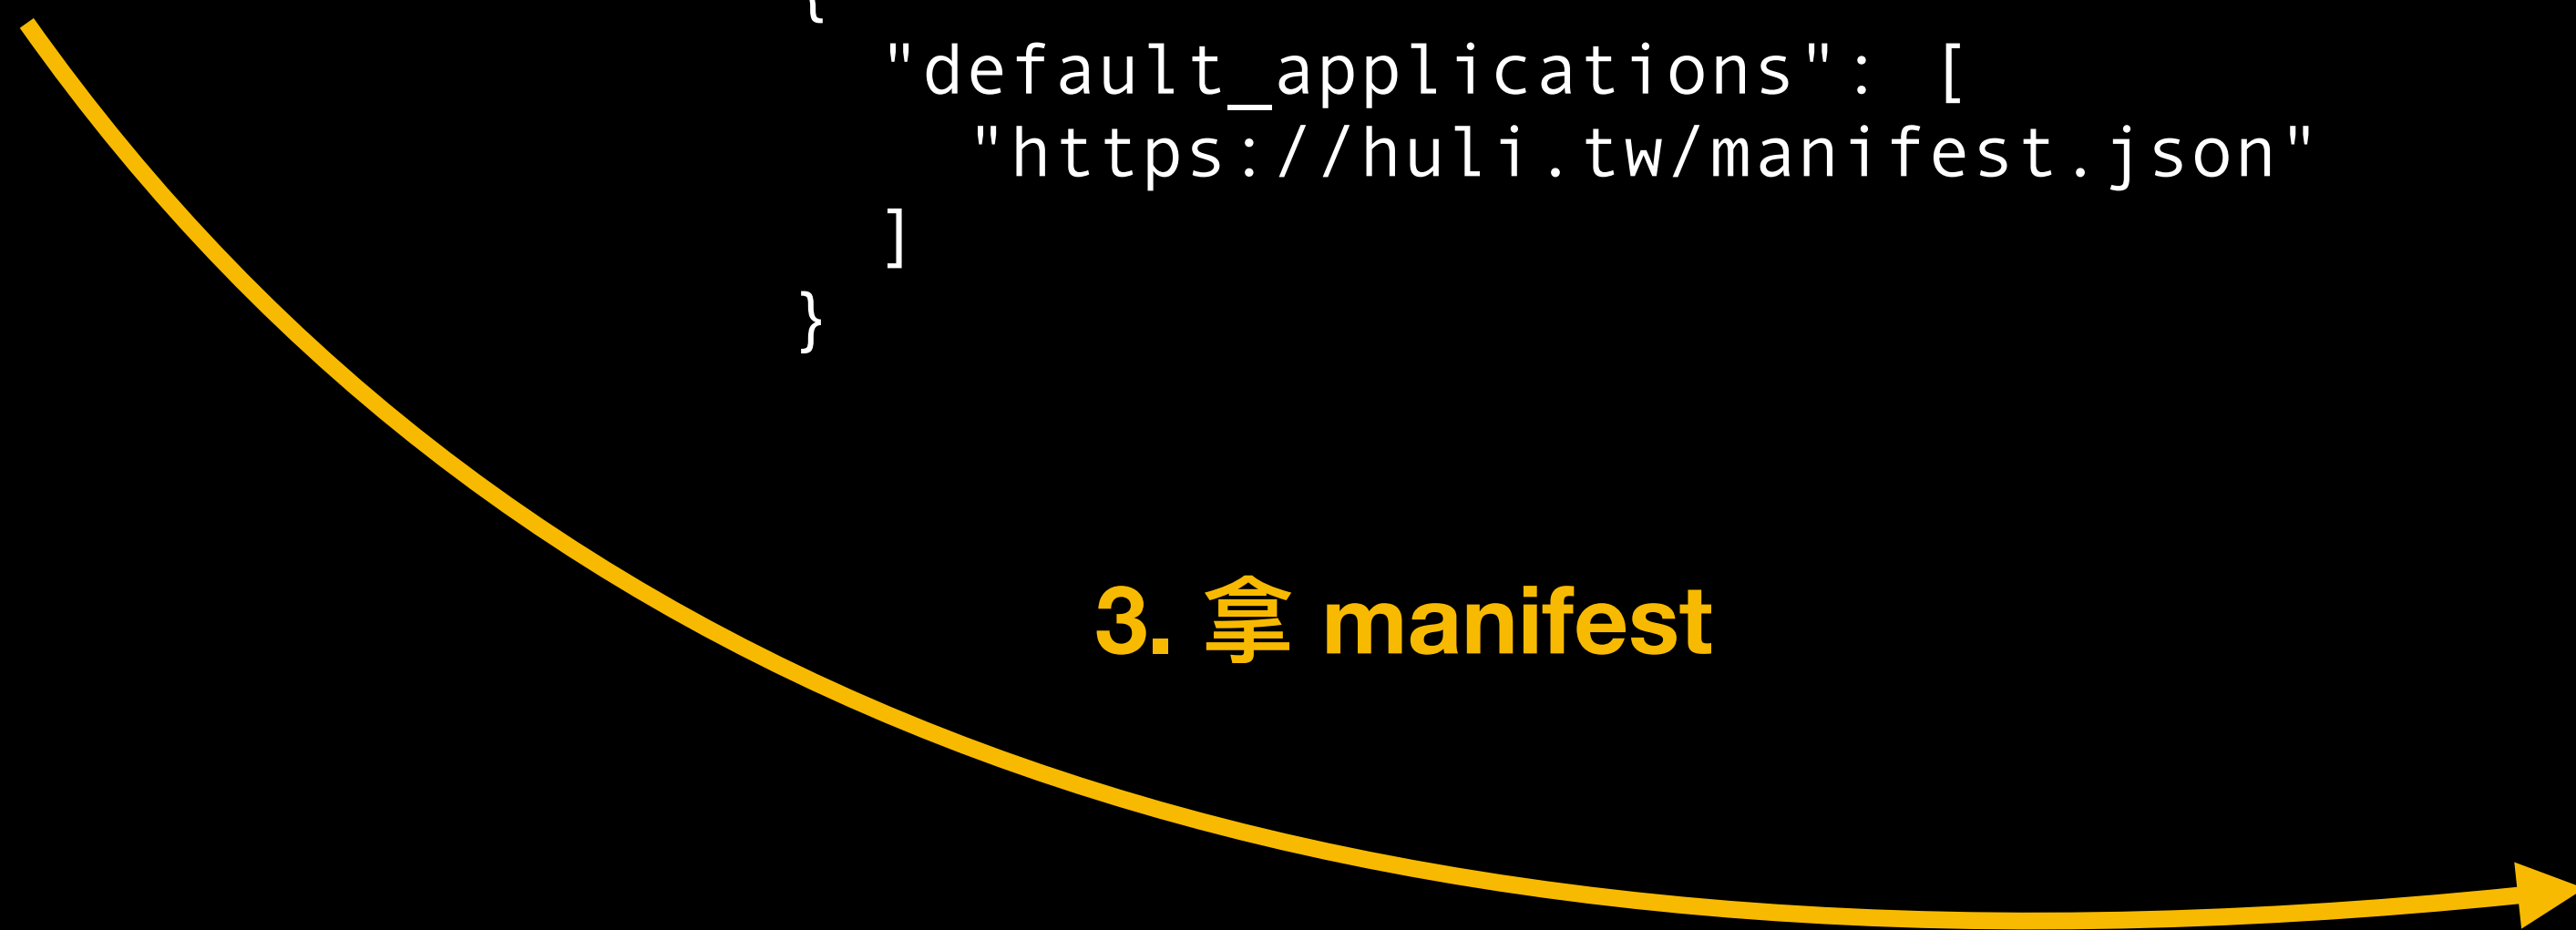 {
"default_applications": [
"https://huli.tw/manifest.json"
]
}
3. 拿 manifest